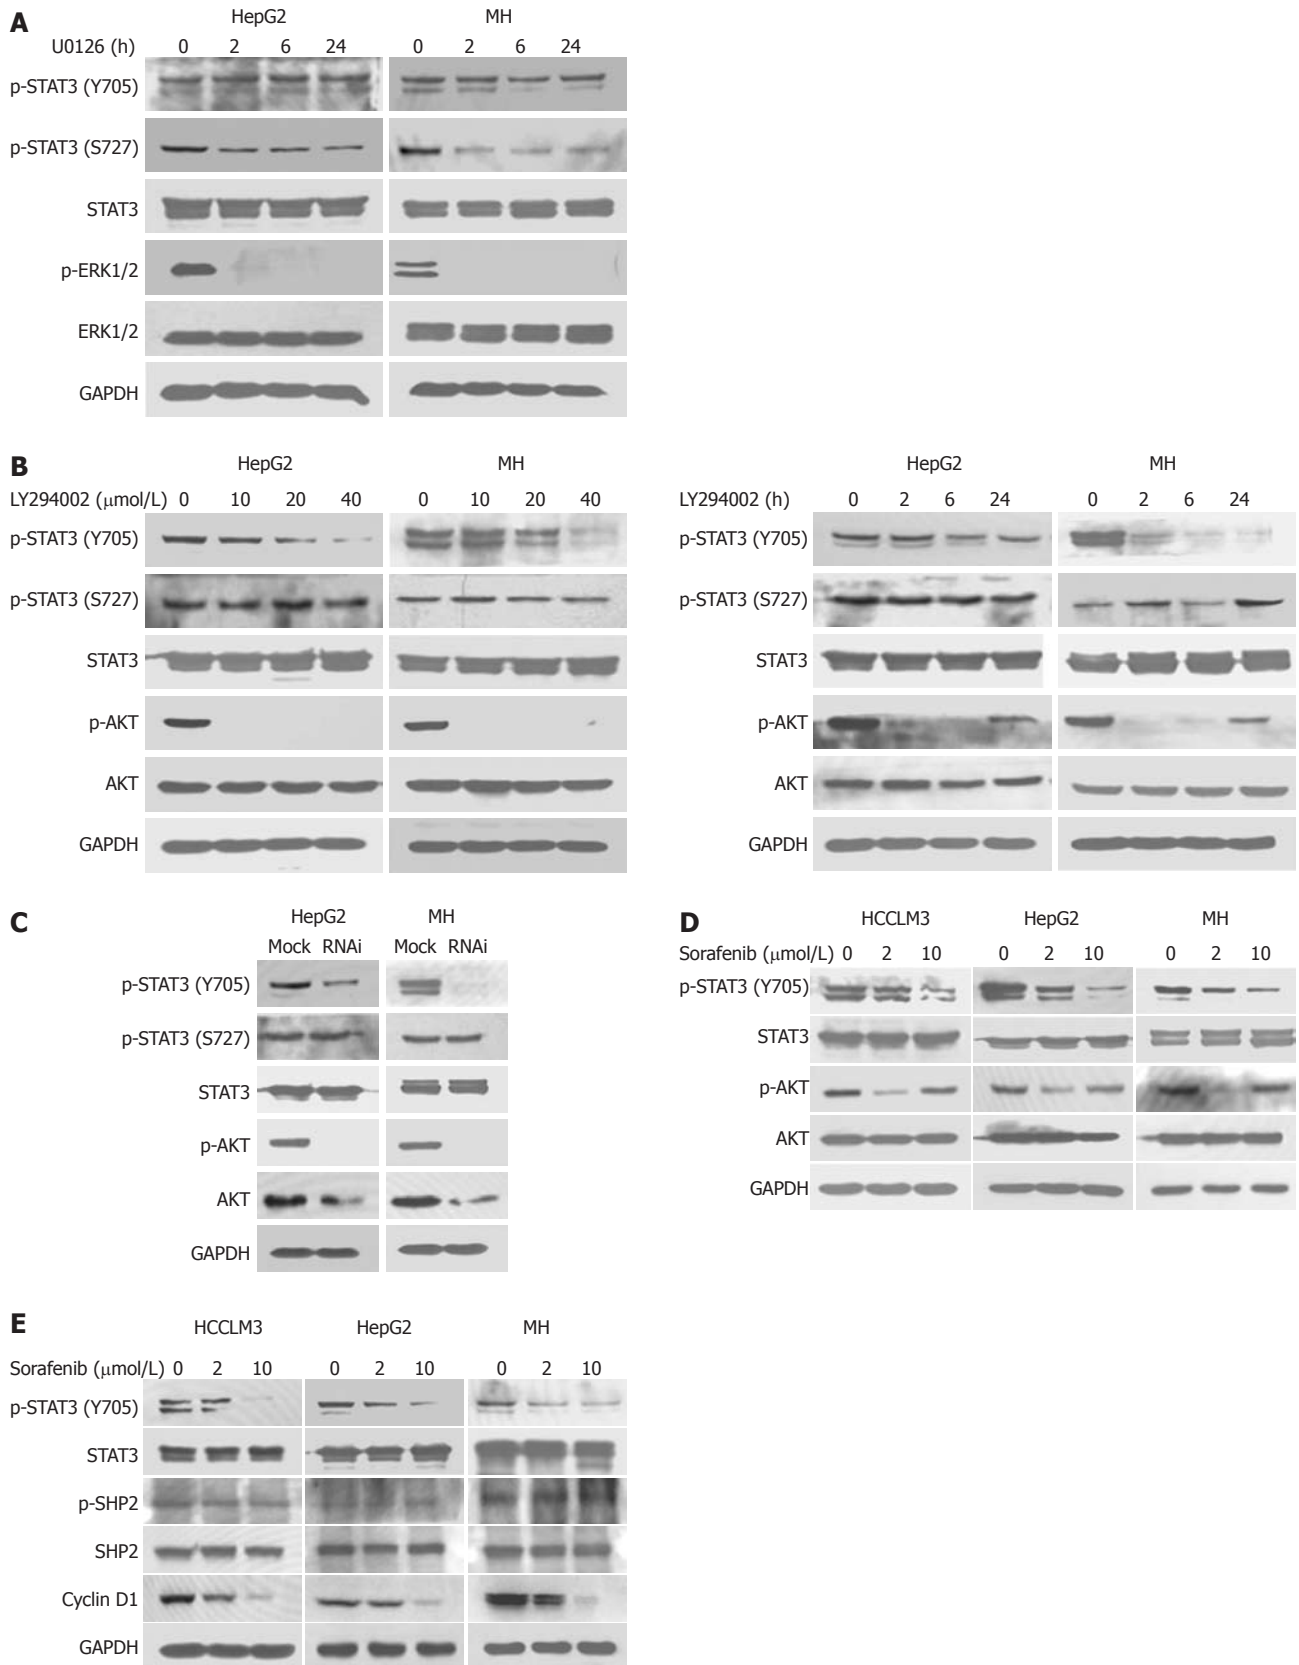 A
HepG2 MH
U0126 (h) 0 2 6 24 0 2 6 24
p-STAT3 (Y705)
p-STAT3 (S727)
STAT3
p-ERK1/2
ERK1/2
GAPDH
B
HepG2 MH
LY294002 (μmol/L) 0 10 20 40 0 10 20 40
p-STAT3 (Y705)
p-STAT3 (S727)
STAT3
p-AKT
AKT
GAPDH
HepG2 MH
LY294002 (h) 0 2 6 24 0 2 6 24
p-STAT3 (Y705)
p-STAT3 (S727)
STAT3
p-AKT
AKT
GAPDH
C
HepG2 MH
Mock RNAi Mock RNAi
p-STAT3 (Y705)
p-STAT3 (S727)
STAT3
p-AKT
AKT
GAPDH
D
HCCLM3 HepG2 MH
Sorafenib (μmol/L) 0 2 10 0 2 10 0 2 10
p-STAT3 (Y705)
STAT3
p-AKT
AKT
GAPDH
E
HCCLM3 HepG2 MH
Sorafenib (μmol/L) 0 2 10 0 2 10 0 2 10
p-STAT3 (Y705)
STAT3
p-SHP2
SHP2
Cyclin D1
GAPDH